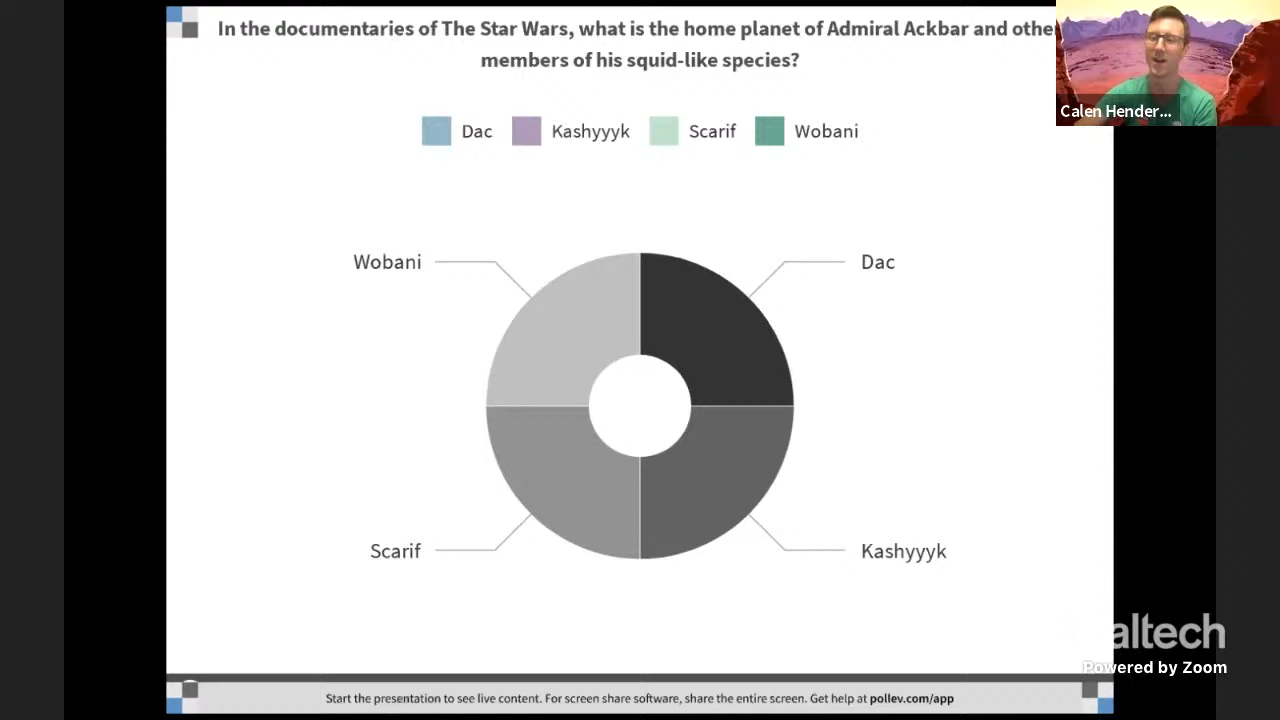 In the documentaries of The Star Wars, what is the home planet of Admiral Ackbar and othe
members of his squid-like species?
Calen Hender...
Dac Kashyyyk Scarif Wobani
Wobani Dac
Scarif Kashyyyk
altech
Powered by Zoom
Start the presentation to see live content. For screen share software, share the entire screen. Get help at pollev.com/app